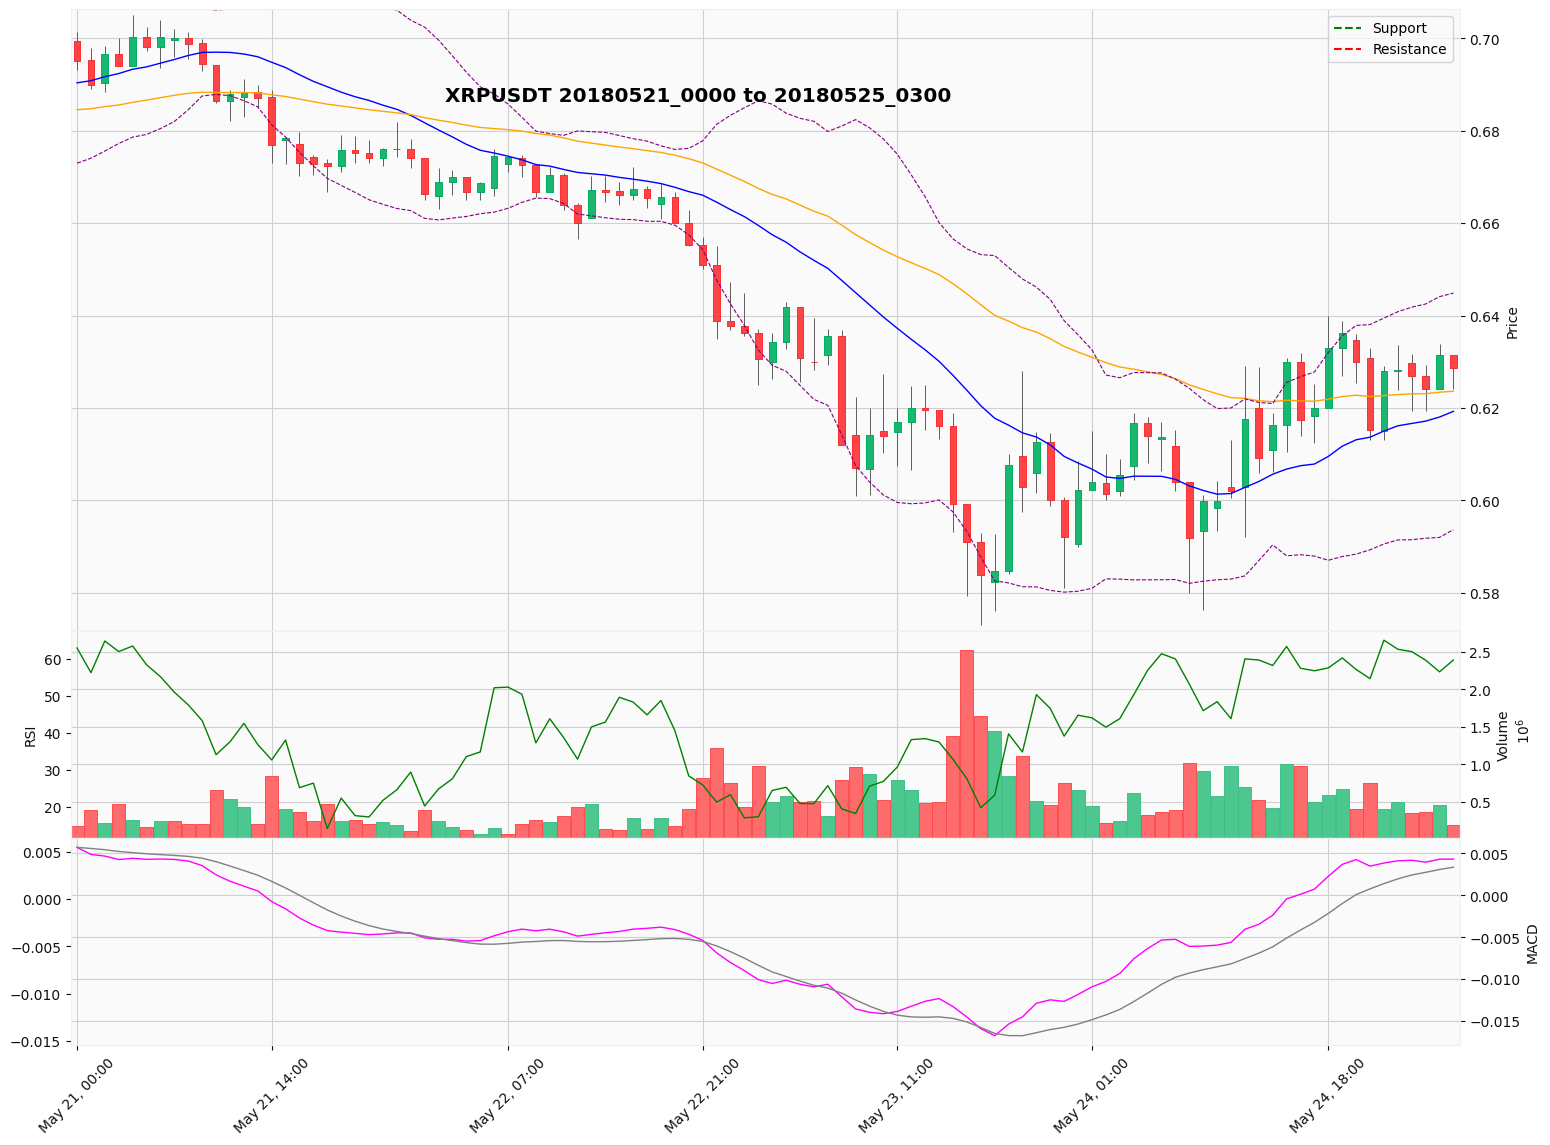 XRPUSDT 20180521_0000 to 20180525_0300
Support
Resistance
0.70
0.68
0.66
0.64
0.62
0.60
0.58
Price
60
50
40
30
20
RSI
2.5
2.0
1.5
1.0
0.5
Volume
10^6
0.005
0.000
−0.005
−0.010
−0.015
0.005
0.000
−0.005
−0.010
−0.015
MACD
May 21, 00:00
May 21, 14:00
May 22, 07:00
May 22, 21:00
May 23, 11:00
May 24, 01:00
May 24, 18:00